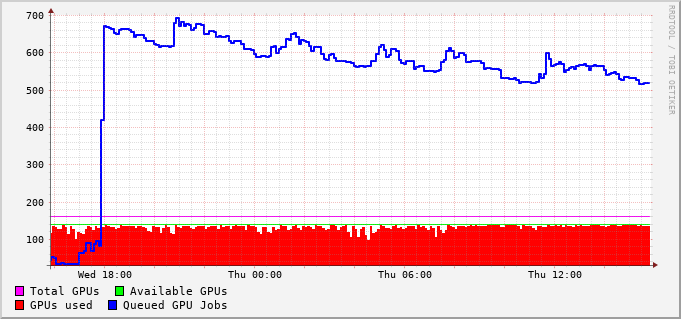 700
600
500
400
300
200
100
Wed 18:00 Thu 00:00 Thu 06:00 Thu 12:00
Total GPUs Available GPUs
GPUs used Queued GPU Jobs
RRDTOOL / TOBI OETIKER